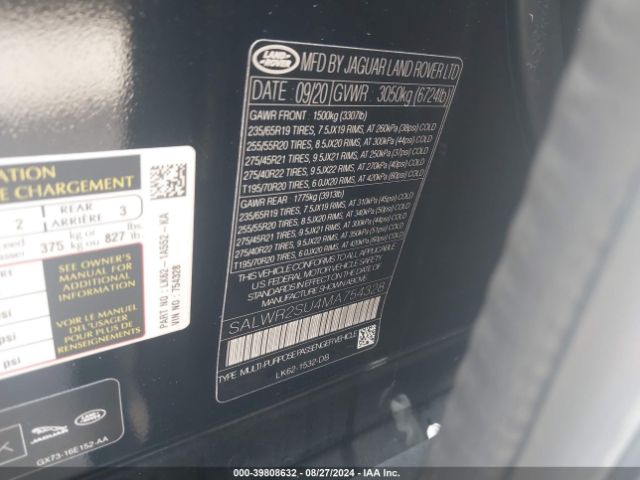 LAND ROVER
MFD BY JAGUAR LAND ROVER LTD
DATE : 09/20 GVWR : 3050kg (6724lb)
GAWR FRONT : 1500kg (3307lb)
235/65R19 TIRES, 7.5JX19 RIMS, AT 260kPa (38psi) COLD
255/55R20 TIRES, 8.5JX20 RIMS, AT 300kPa (44psi) COLD
275/45R21 TIRES, 9.5JX21 RIMS, AT 250kPa (37psi) COLD
275/40R22 TIRES, 9.5JX22 RIMS, AT 270kPa (40psi) COLD
T195/70R20 TIRES, 6.0JX20 RIMS, AT 420kPa (60psi) COLD
GAWR REAR : 1775kg (3913lb)
235/65R19 TIRES, 7.5JX19 RIMS, AT 310kPa (45psi) COLD
255/55R20 TIRES, 8.5JX20 RIMS, AT 340kPa (50psi) COLD
275/45R21 TIRES, 9.5JX21 RIMS, AT 300kPa (44psi) COLD
275/40R22 TIRES, 9.5JX22 RIMS, AT 350kPa (51psi) COLD
T195/70R20 TIRES, 6.0JX20 RIMS, AT 420kPa (60psi) COLD
THIS VEHICLE CONFORMS TO ALL APPLICABLE
U.S. FEDERAL MOTOR VEHICLE SAFETY
STANDARDS IN EFFECT ON THE DATE OF
MANUFACTURE SHOWN ABOVE
SALWR2SU4MA754328
TYPE: MULTI-PURPOSE PASSENGER VEHICLE
LK62-1532-DB
CHARGEMENT
2 REAR ARRIÈRE 3
375 kg or kg ou 827 lb.
SEE OWNER'S
MANUAL FOR
ADDITIONAL
INFORMATION
VOIR LE MANUEL
DE L'USAGER
POUR PLUS DE
RENSEIGNEMENTS
PART NO : LK62-1A552-KA
VIN NO : 754328
psi
JAGUAR
LAND ROVER
GX73-16E152-AA
000-39808632 / 08/27/2024 / IAA Inc.